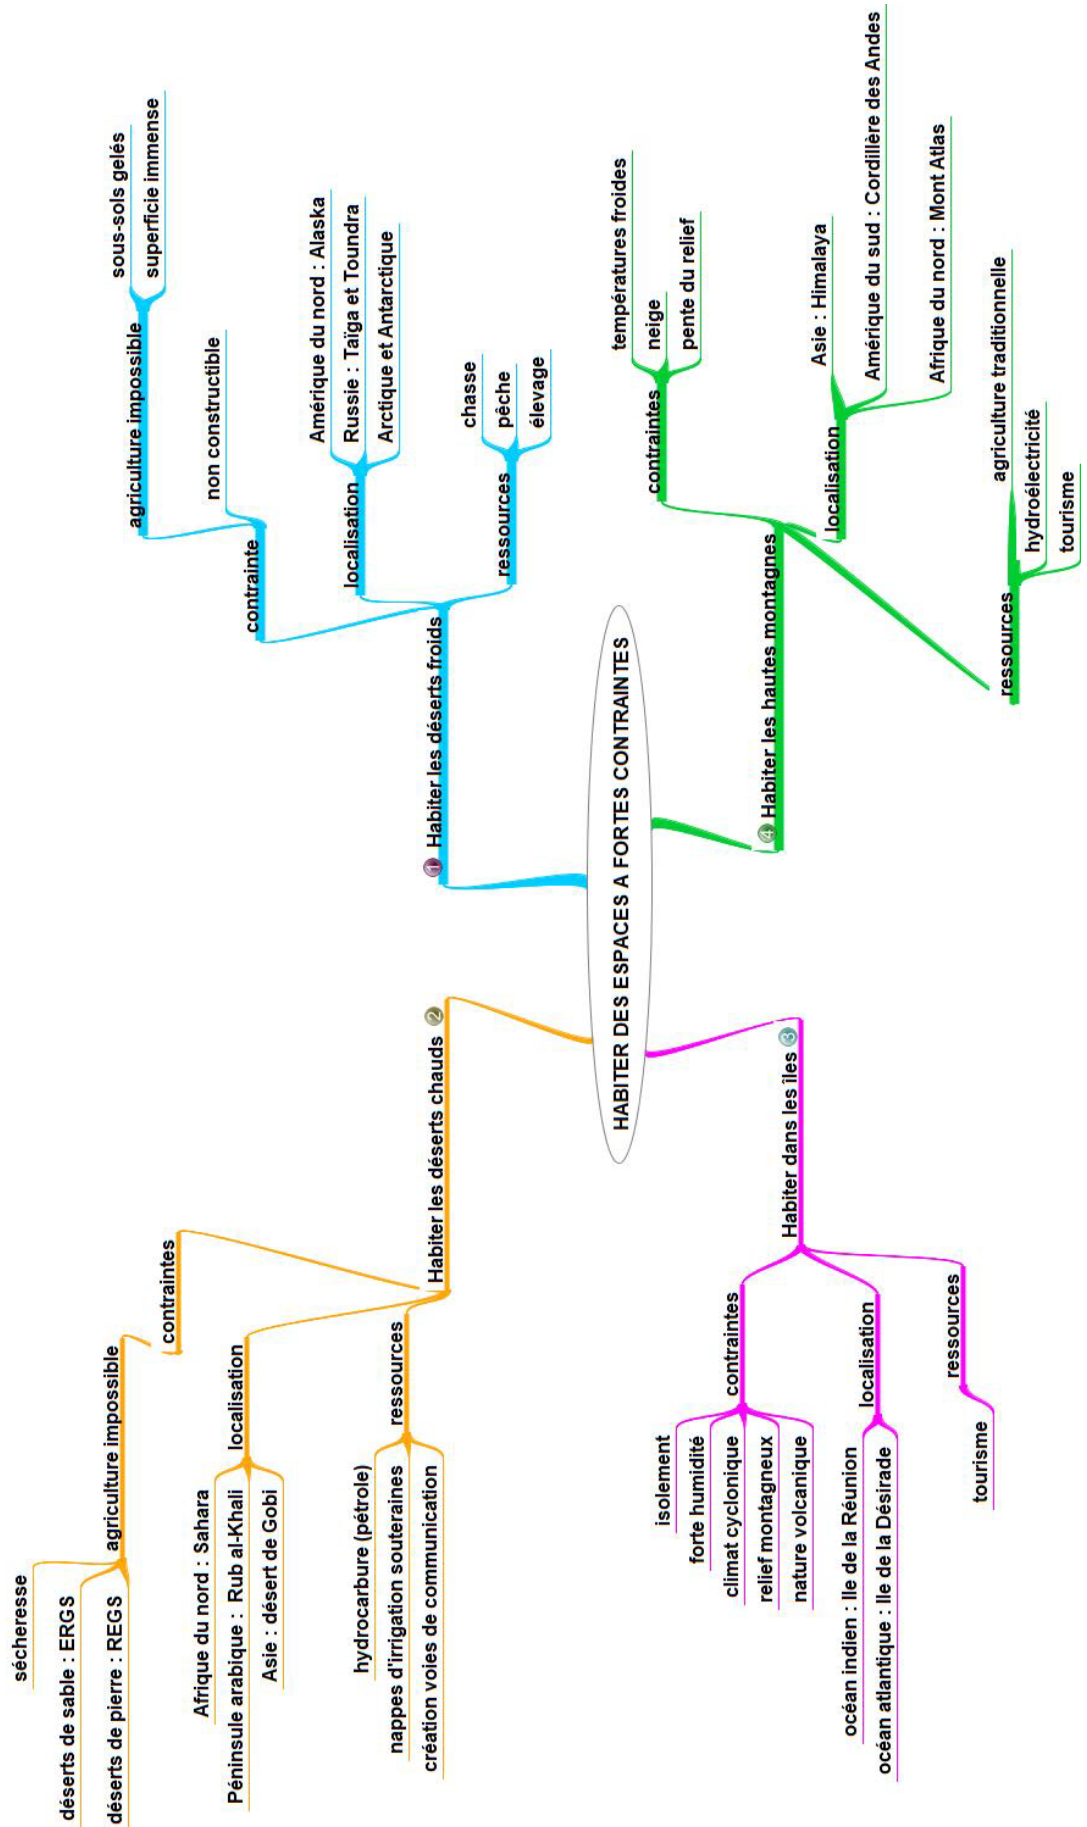 HABITER DES ESPACES A FORTES CONTRAINTES
1 Habiter les déserts froids
contrainte
agriculture impossible
sous-sols gelés
superficie immense
non constructible
localisation
Amérique du nord : Alaska
Russie : Taïga et Toundra
Arctique et Antarctique
ressources
chasse
pêche
élevage
Habiter les déserts chauds 2
contraintes
agriculture impossible
sécheresse
déserts de sable : ERGS
déserts de pierre : REGS
localisation
Afrique du nord : Sahara
Péninsule arabique : Rub al-Khali
Asie : désert de Gobi
ressources
hydrocarbure (pétrole)
nappes d'irrigation souteraines
création voies de communication
Habiter dans les îles 3
contraintes
isolement
forte humidité
climat cyclonique
relief montagneux
nature volcanique
localisation
océan indien : Ile de la Réunion
océan atlantique : Ile de la Désirade
ressources
tourisme
4 Habiter les hautes montagnes
contraintes
températures froides
neige
pente du relief
localisation
Asie : Himalaya
Amérique du sud : Cordillère des Andes
Afrique du nord : Mont Atlas
ressources
agriculture traditionnelle
hydroélectricité
tourisme